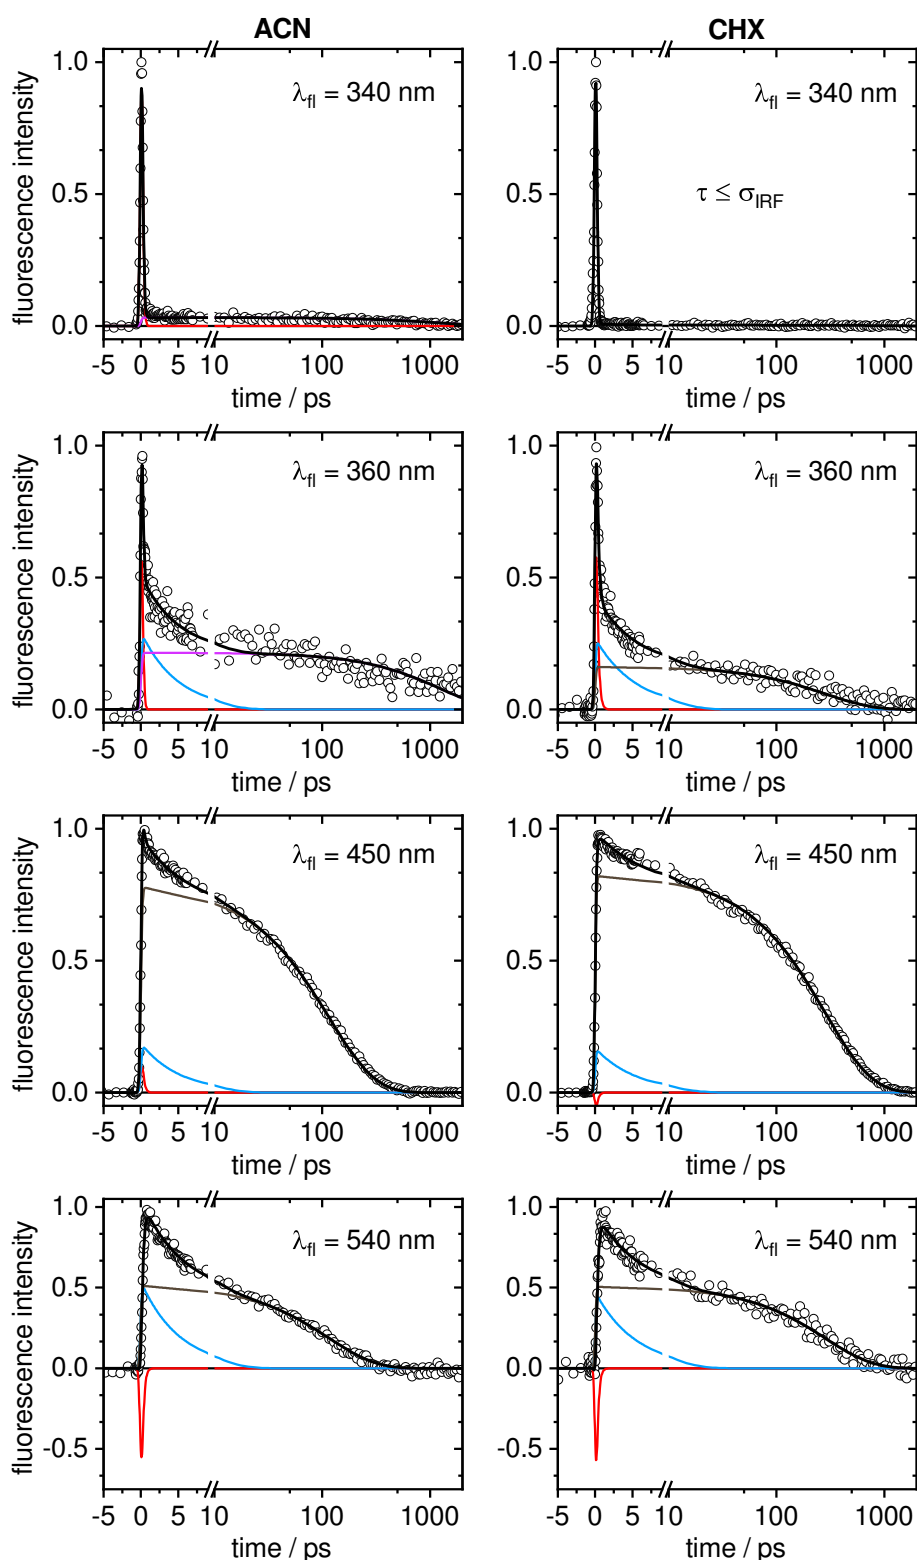 ACN
CHX
fluorescence intensity
1.0
0.5
0.0
λfl = 340 nm
-5 0 5 10 100 1000
time / ps
1.0
0.5
0.0
λfl = 340 nm
τ ≤ σIRF
-5 0 5 10 100 1000
time / ps
fluorescence intensity
1.0
0.5
0.0
λfl = 360 nm
-5 0 5 10 100 1000
time / ps
1.0
0.5
0.0
λfl = 360 nm
-5 0 5 10 100 1000
time / ps
fluorescence intensity
1.0
0.5
0.0
λfl = 450 nm
-5 0 5 10 100 1000
time / ps
1.0
0.5
0.0
λfl = 450 nm
-5 0 5 10 100 1000
time / ps
fluorescence intensity
1.0
0.5
0.0
-0.5
λfl = 540 nm
-5 0 5 10 100 1000
time / ps
1.0
0.5
0.0
-0.5
λfl = 540 nm
-5 0 5 10 100 1000
time / ps